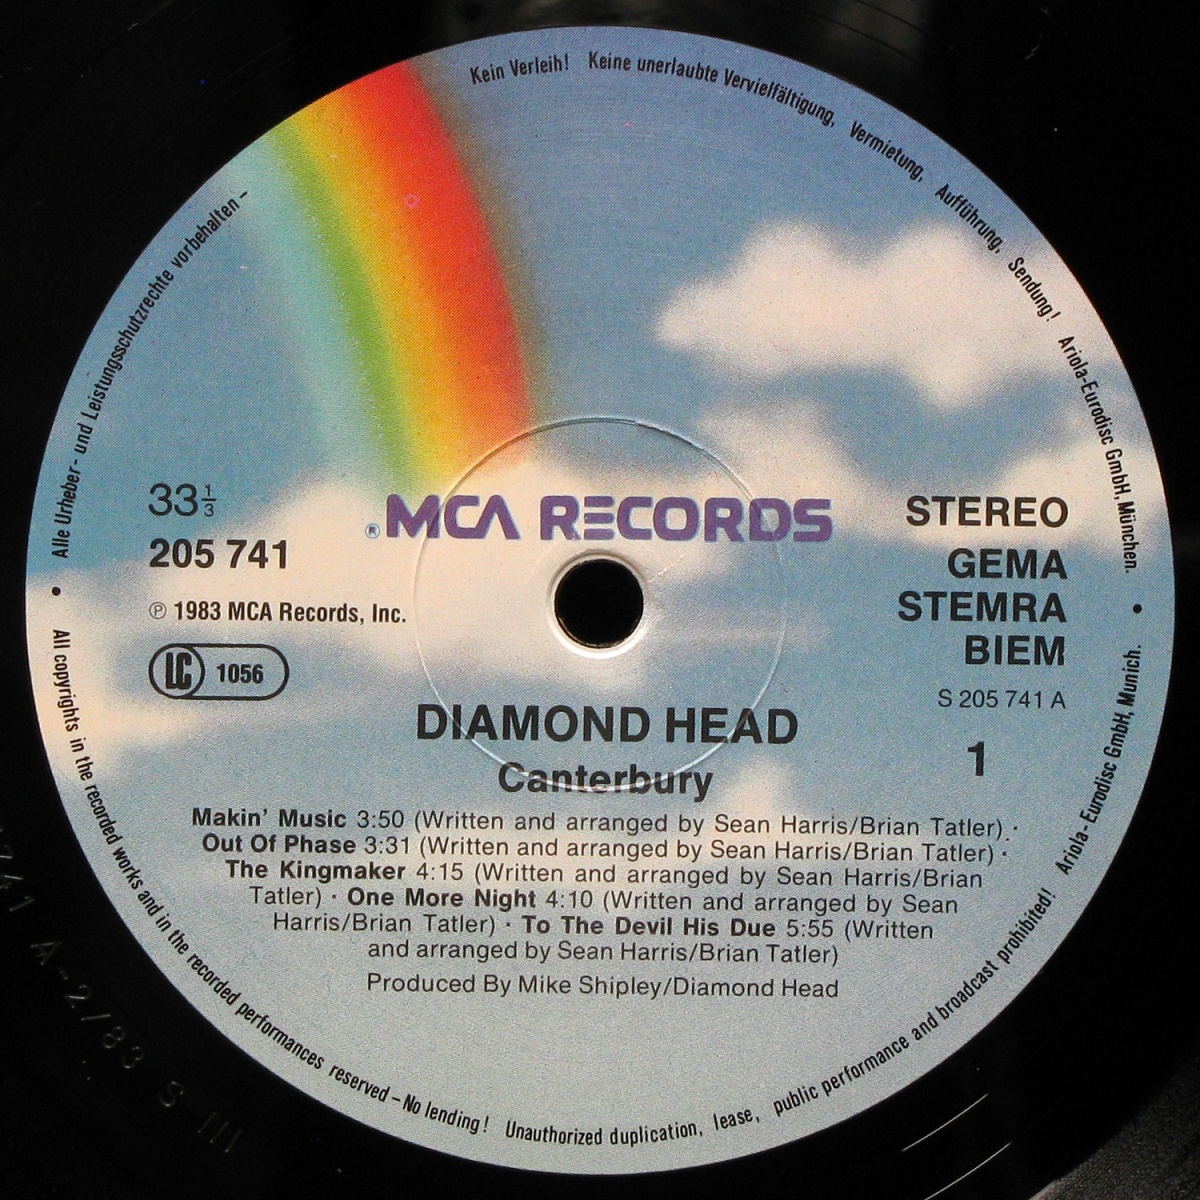 Kein Verleih! Keine unerlaubte Vervielfältigung, Vermietung, Aufführung, Sendung! Ariola-Eurodisc GmbH, München.
Alle Urheber- und Leistungsschutzrechte vorbehalten –
33 1/3
205 741
℗ 1983 MCA Records, Inc.
LC 1056
® MCA RECORDS
STEREO
GEMA
STEMRA
BIEM
S 205 741 A
1
DIAMOND HEAD
Canterbury
Makin' Music 3:50 (Written and arranged by Sean Harris/Brian Tatler) ·
Out Of Phase 3:31 (Written and arranged by Sean Harris/Brian Tatler) ·
The Kingmaker 4:15 (Written and arranged by Sean Harris/Brian
Tatler) · One More Night 4:10 (Written and arranged by Sean
Harris/Brian Tatler) · To The Devil His Due 5:55 (Written
and arranged by Sean Harris/Brian Tatler)
Produced By Mike Shipley/Diamond Head
All copyrights in the recorded works and in the recorded performances reserved – No lending! Unauthorized duplication, lease, public performance and broadcast prohibited! Ariola-Eurodisc GmbH, Munich.
A-2/83 S III